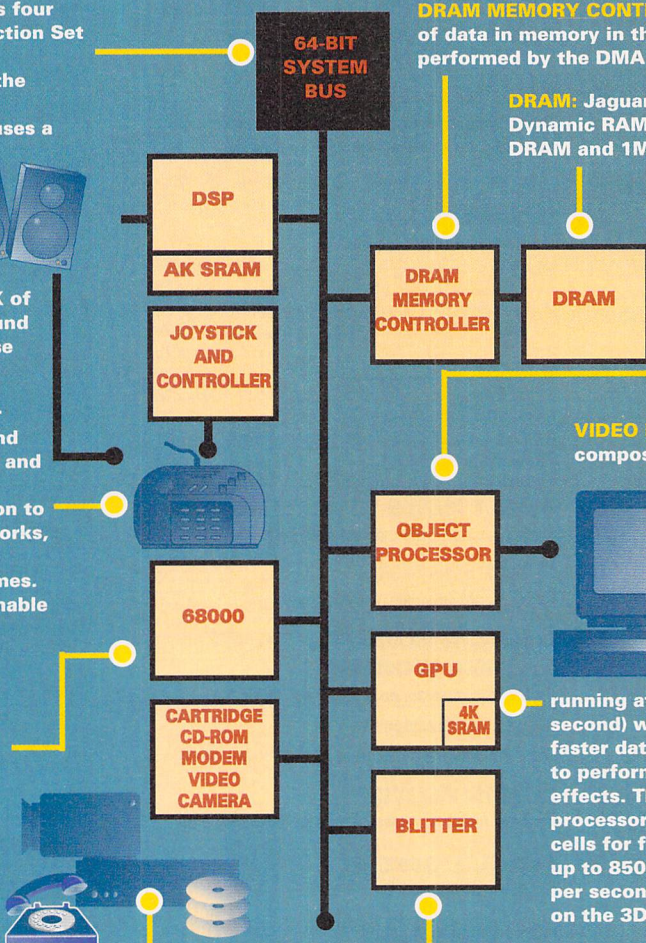 s four
ction Set
the
uses a
64-BIT
SYSTEM
BUS
DRAM MEMORY CONT
of data in memory in th
performed by the DMA
DRAM: Jaguar
Dynamic RAM
DRAM and 1M
DSP
AK SRAM
JOYSTICK
AND
CONTROLLER
DRAM
MEMORY
CONTROLLER
DRAM
K of
und
se
nd
and
on to
orks,
mes.
nable
VIDEO
compos
OBJECT
PROCESSOR
68000
GPU
4K
SRAM
CARTRIDGE
CD-ROM
MODEM
VIDEO
CAMERA
BLITTER
running at
second) w
faster dat
to perform
effects. Th
processor
cells for f
up to 850
per secon
on the 3D